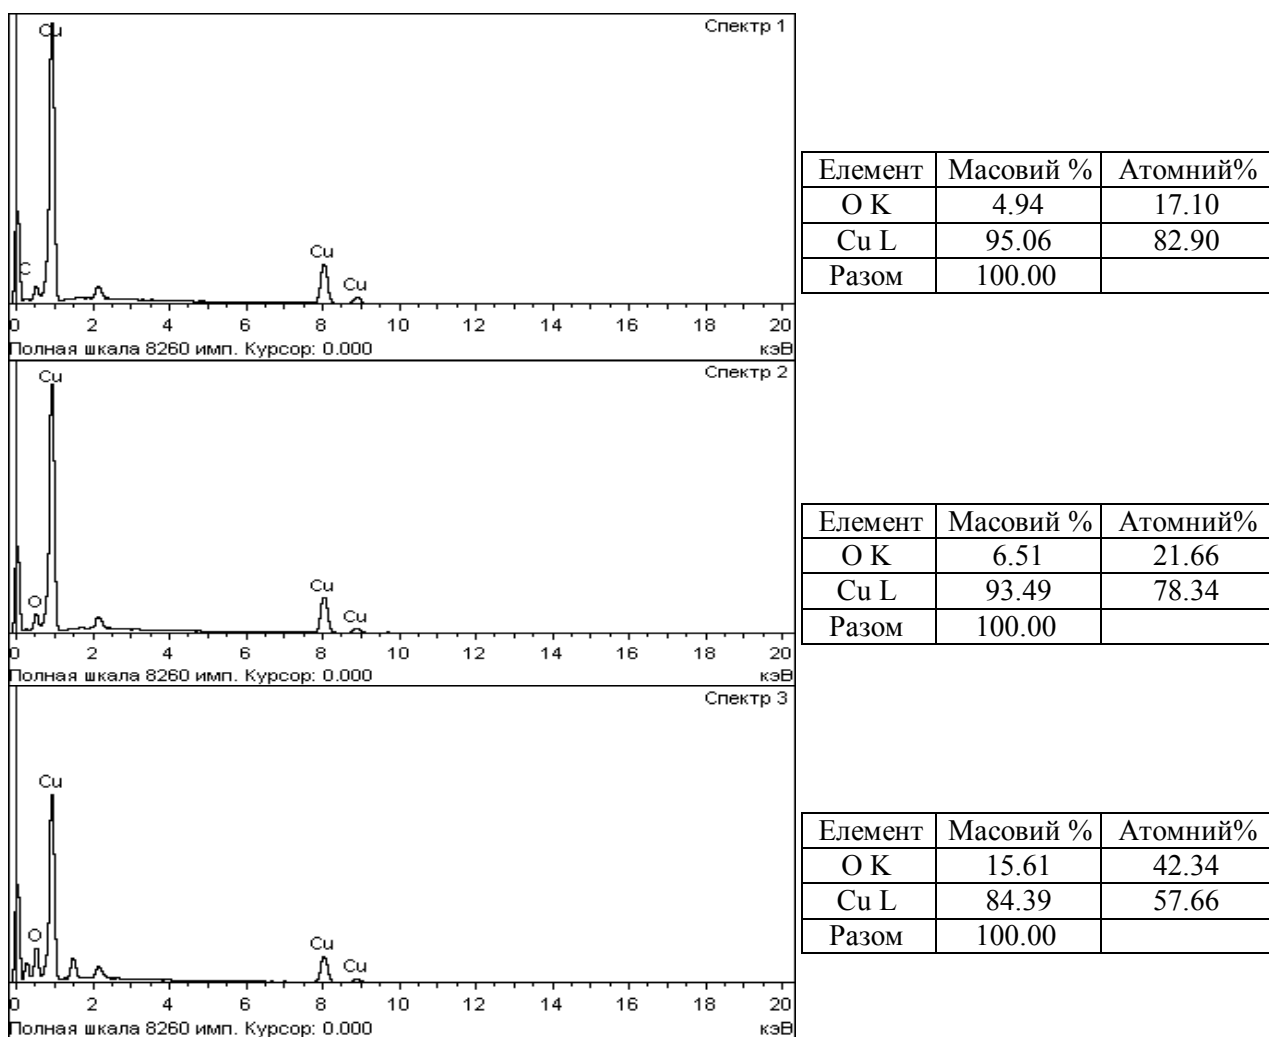 Спектр 1
Cu
C
Cu
Cu
0 2 4 6 8 10 12 14 16 18 20
Полная шкала 8260 имп. Курсор: 0.000 кэВ
Елемент Масовий % Атомний%
O K 4.94 17.10
Cu L 95.06 82.90
Разом 100.00
Спектр 2
Cu
O
Cu
Cu
0 2 4 6 8 10 12 14 16 18 20
Полная шкала 8260 имп. Курсор: 0.000 кэВ
Елемент Масовий % Атомний%
O K 6.51 21.66
Cu L 93.49 78.34
Разом 100.00
Спектр 3
Cu
O
Cu
Cu
0 2 4 6 8 10 12 14 16 18 20
Полная шкала 8260 имп. Курсор: 0.000 кэВ
Елемент Масовий % Атомний%
O K 15.61 42.34
Cu L 84.39 57.66
Разом 100.00